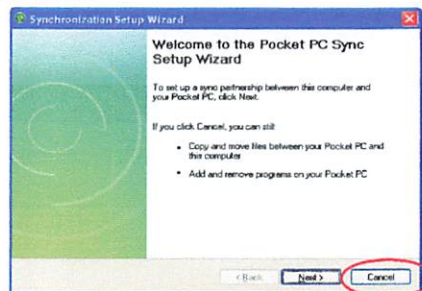 Synchronization Setup Wizard
Welcome to the Pocket PC Sync
Setup Wizard
To set up a sync partnership between this computer and
your Pocket PC, click Next.
If you click Cancel, you can still:
• Copy and move files between your Pocket PC and
this computer
• Add and remove programs on your Pocket PC
< Back Next > Cancel